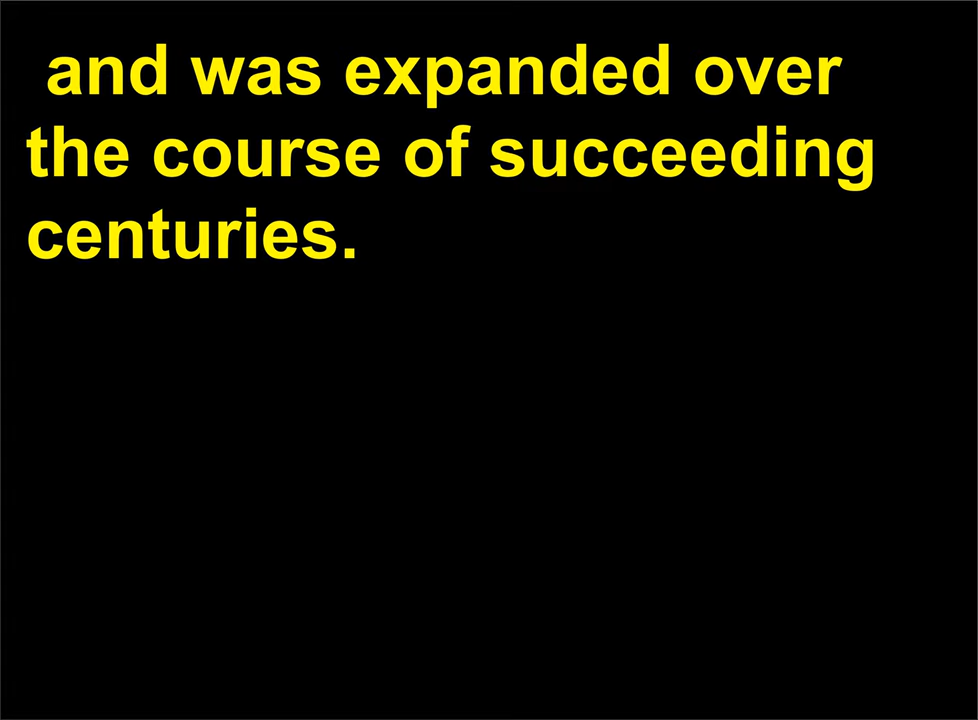 and was expanded over
the course of succeeding
centuries.